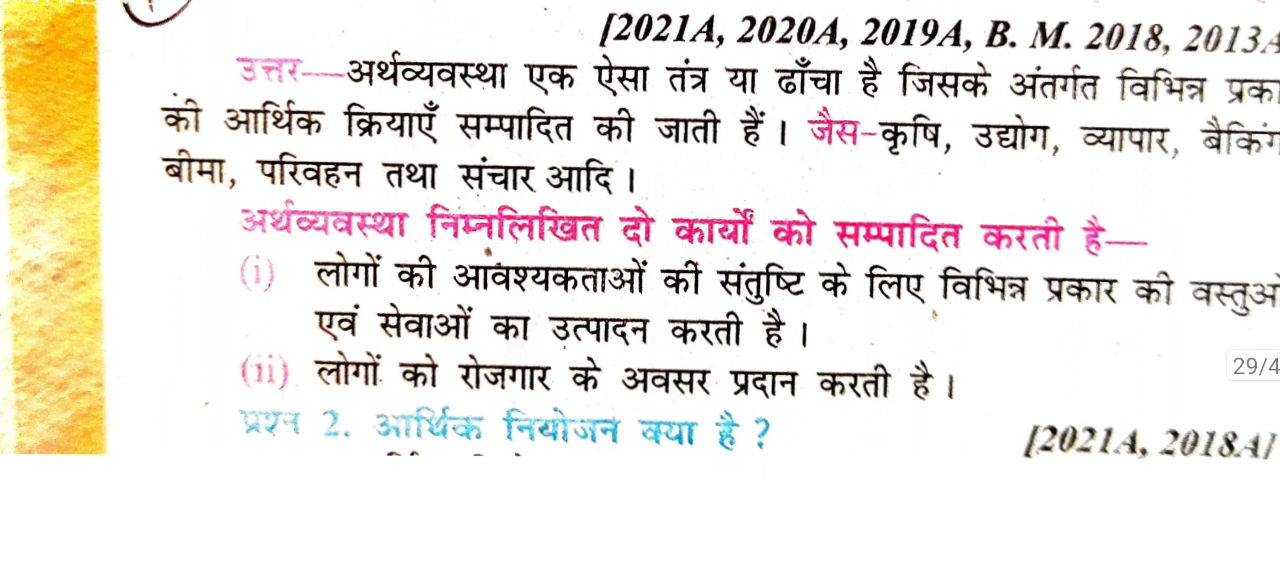 [2021A, 2020A, 2019A, B. M. 2018, 2013A
उत्तर—अर्थव्यवस्था एक ऐसा तंत्र या ढाँचा है जिसके अंतर्गत विभिन्न प्रका
की आर्थिक क्रियाएँ सम्पादित की जाती हैं । जैस-कृषि, उद्योग, व्यापार, बैकिंग
बीमा, परिवहन तथा संचार आदि ।
अर्थव्यवस्था निम्नलिखित दो कार्यों को सम्पादित करती है—
(i) लोगों की आवश्यकताओं की संतुष्टि के लिए विभिन्न प्रकार की वस्तुओं
एवं सेवाओं का उत्पादन करती है ।
29/4
(ii) लोगों को रोजगार के अवसर प्रदान करती है ।
प्रश्न 2. आर्थिक नियोजन क्या है ?
[2021A, 2018A]